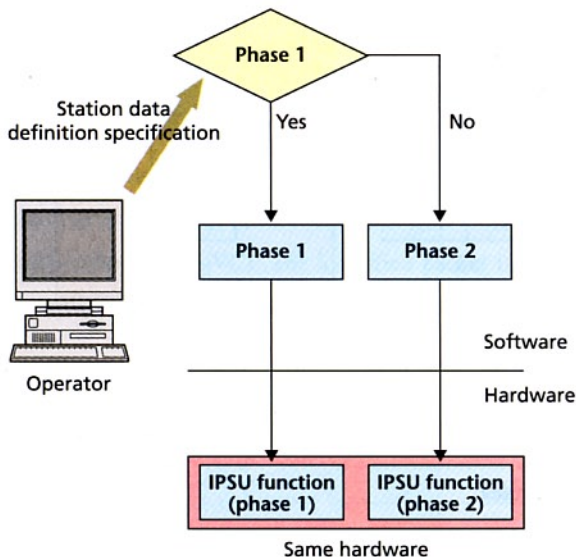 Phase 1
Station data
definition specification
Yes
No
Phase 1
Phase 2
Operator
Software
Hardware
IPSU function
(phase 1)
IPSU function
(phase 2)
Same hardware